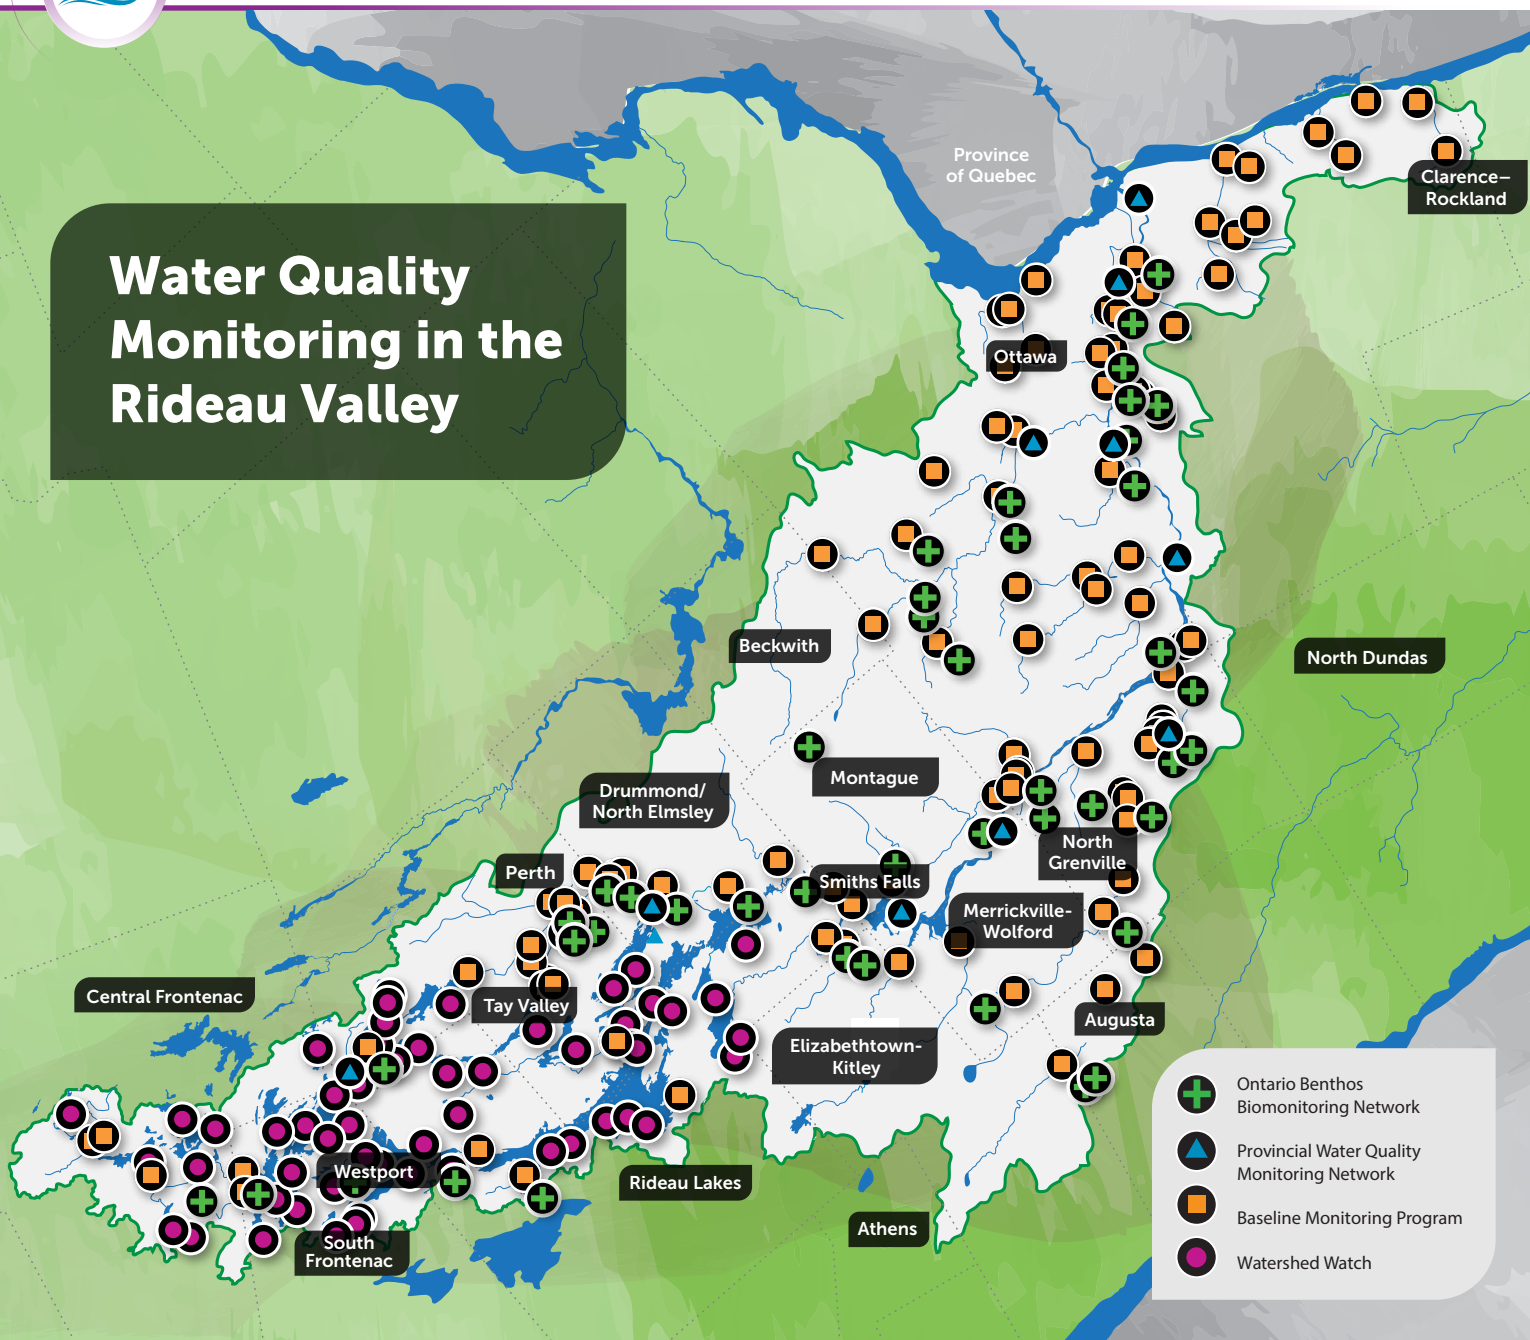 Water Quality
Monitoring in the
Rideau Valley
Province
of Quebec
Clarence–
Rockland
Ottawa
Beckwith
North Dundas
Montague
Drummond/
North Elmsley
North
Grenville
Perth
Smiths Falls
Merrickville-
Wolford
Central Frontenac
Tay Valley
Augusta
Elizabethtown-
Kitley
Westport
Rideau Lakes
Athens
South
Frontenac
Ontario Benthos
Biomonitoring Network
Provincial Water Quality
Monitoring Network
Baseline Monitoring Program
Watershed Watch